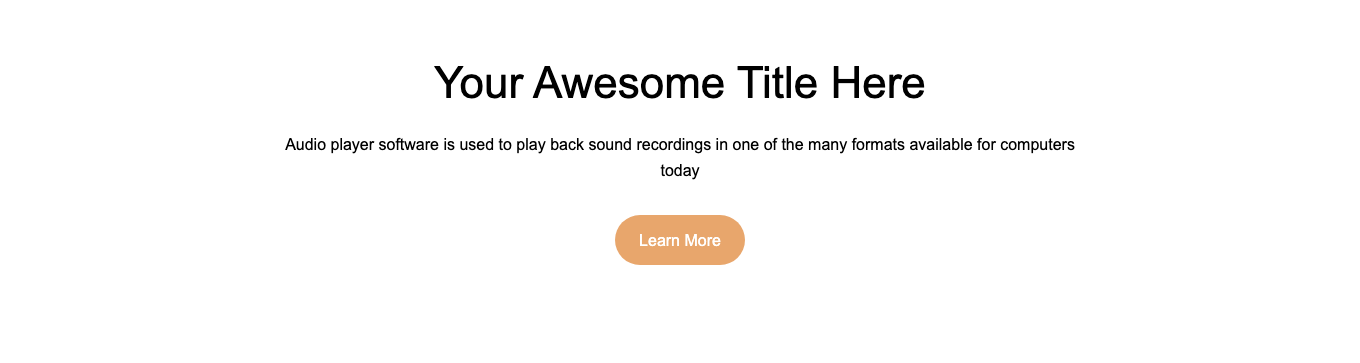 Your Awesome Title Here
Audio player software is used to play back sound recordings in one of the many formats available for computers
today
Learn More